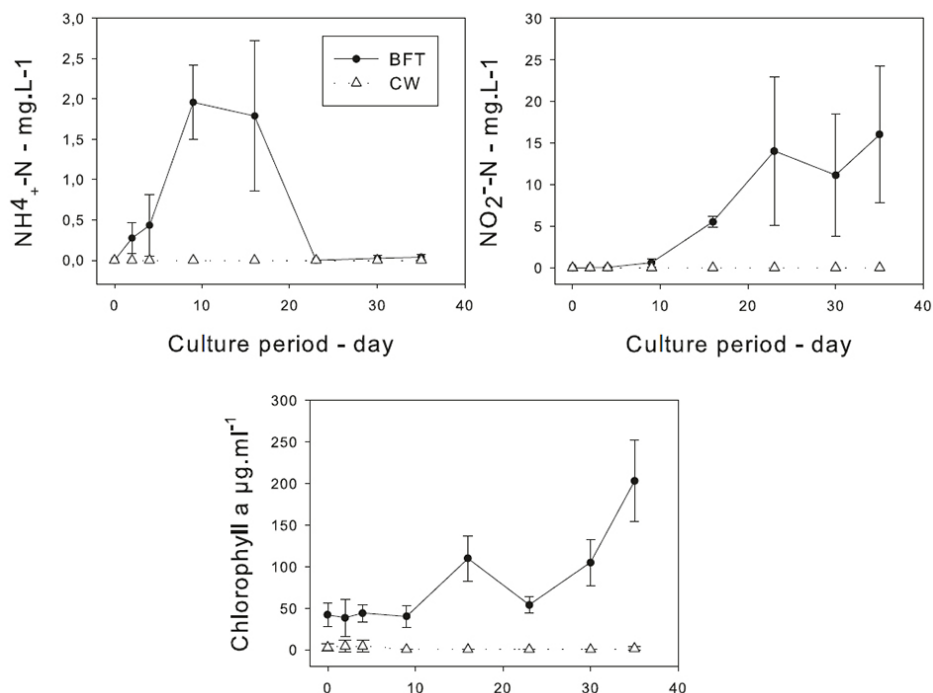 3,0
2,5
2,0
1,5
1,0
0,5
0,0
NH4+-N - mg.L-1
BFT
CW
0 10 20 30 40
Culture period - day
30
25
20
15
10
5
0
NO2--N - mg.L-1
0 10 20 30 40
Culture period - day
300
250
200
150
100
50
0
Chlorophyll a µg.ml-1
0 10 20 30 40